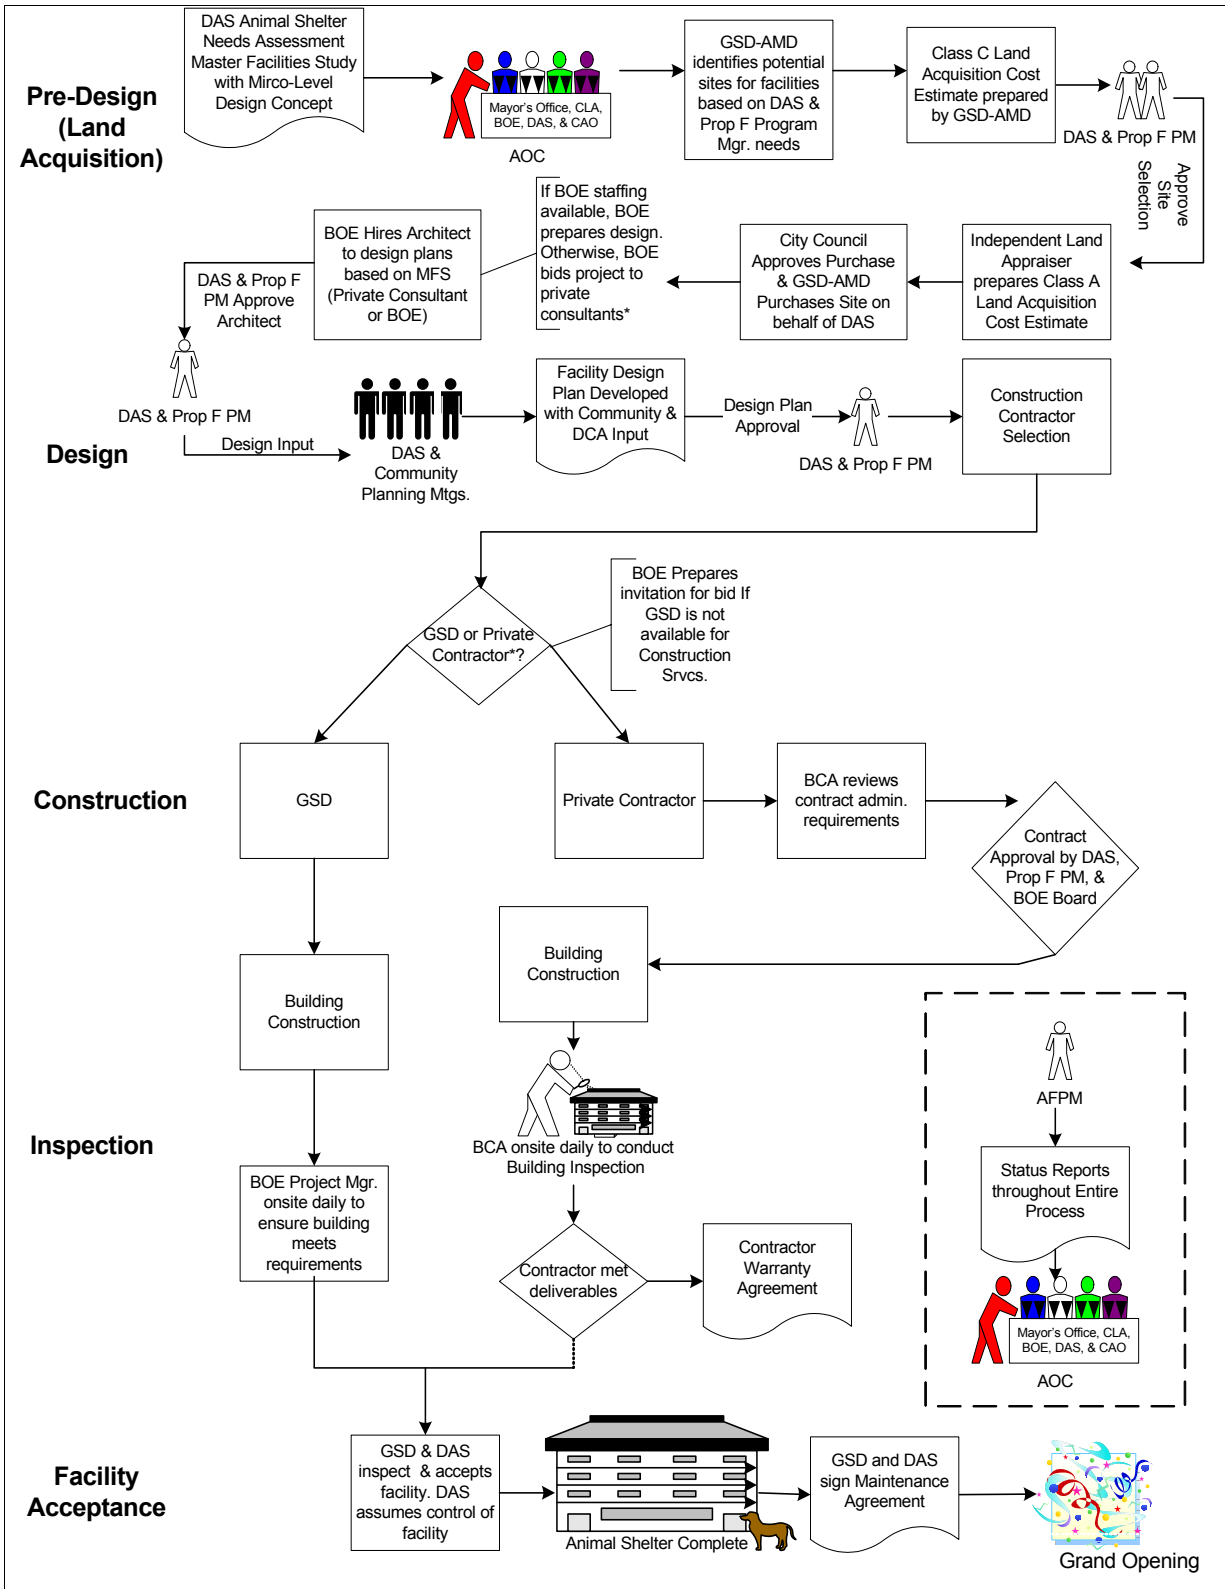 Pre-Design
(Land
Acquisition)
DAS Animal Shelter
Needs Assessment
Master Facilities Study
with Mirco-Level
Design Concept
Mayor's Office, CLA,
BOE, DAS, & CAO
AOC
GSD-AMD
identifies potential
sites for facilities
based on DAS &
Prop F Program
Mgr. needs
Class C Land
Acquisition Cost
Estimate prepared
by GSD-AMD
DAS & Prop F PM
Approve
Site
Selection
Independent Land
Appraiser
prepares Class A
Land Acquisition
Cost Estimate
City Council
Approves Purchase
& GSD-AMD
Purchases Site on
behalf of DAS
If BOE staffing
available, BOE
prepares design.
Otherwise, BOE
bids project to
private
consultants*
BOE Hires Architect
to design plans
based on MFS
(Private Consultant
or BOE)
DAS & Prop F
PM Approve
Architect
DAS & Prop F PM
Design
Design Input
DAS &
Community
Planning Mtgs.
Facility Design
Plan Developed
with Community &
DCA Input
Design Plan
Approval
DAS & Prop F PM
Construction
Contractor
Selection
GSD or Private
Contractor*?
BOE Prepares
invitation for bid If
GSD is not
available for
Construction
Srvcs.
Construction
GSD
Private Contractor
BCA reviews
contract admin.
requirements
Contract
Approval by DAS,
Prop F PM, &
BOE Board
Building
Construction
Building
Construction
Inspection
BCA onsite daily to conduct
Building Inspection
BOE Project Mgr.
onsite daily to
ensure building
meets
requirements
Contractor met
deliverables
Contractor
Warranty
Agreement
AFPM
Status Reports
throughout Entire
Process
Mayor's Office, CLA,
BOE, DAS, & CAO
AOC
Facility
Acceptance
GSD & DAS
inspect & accepts
facility. DAS
assumes control of
facility
Animal Shelter Complete
GSD and DAS
sign Maintenance
Agreement
Grand Opening